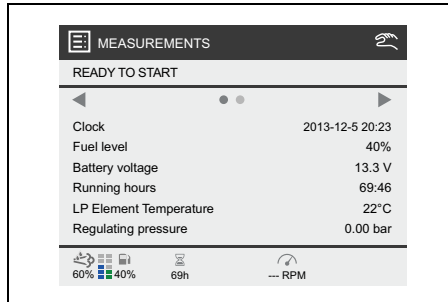 MEASUREMENTS
READY TO START
Clock 2013-12-5 20:23
Fuel level 40%
Battery voltage 13.3 V
Running hours 69:46
LP Element Temperature 22°C
Regulating pressure 0.00 bar
60% 40% 69h --- RPM